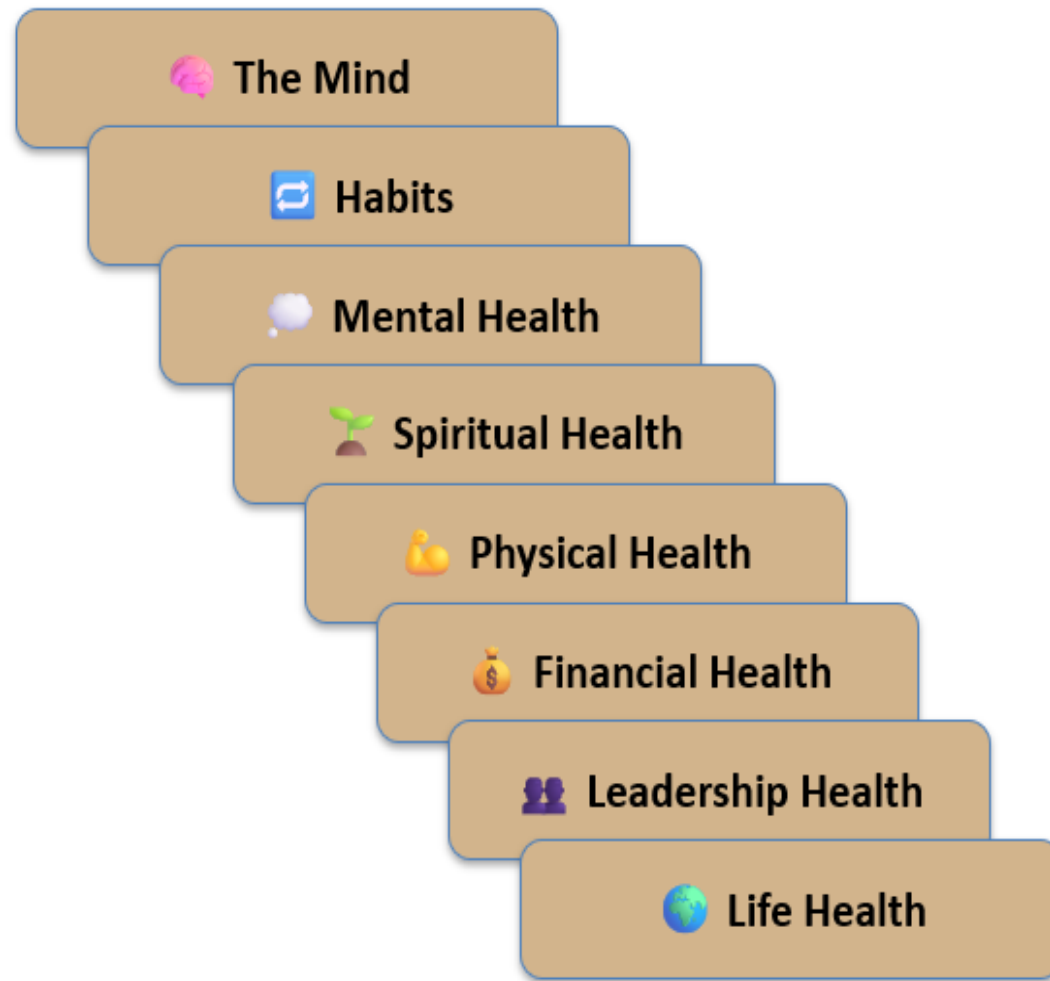 The Mind
Habits
Mental Health
Spiritual Health
Physical Health
Financial Health
Leadership Health
Life Health